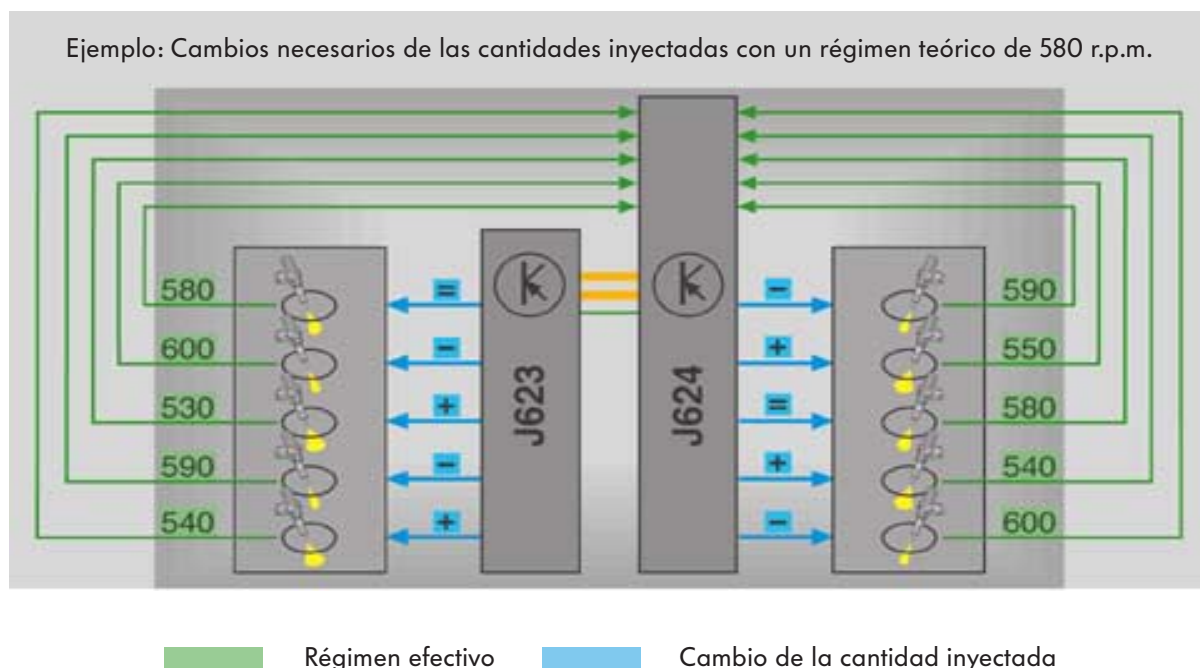 Ejemplo: Cambios necesarios de las cantidades inyectadas con un régimen teórico de 580 r.p.m.
580 = − 590
600 − + 550
530 + = 580
590 − + 540
540 + − 600
J623
J624
Régimen efectivo
Cambio de la cantidad inyectada